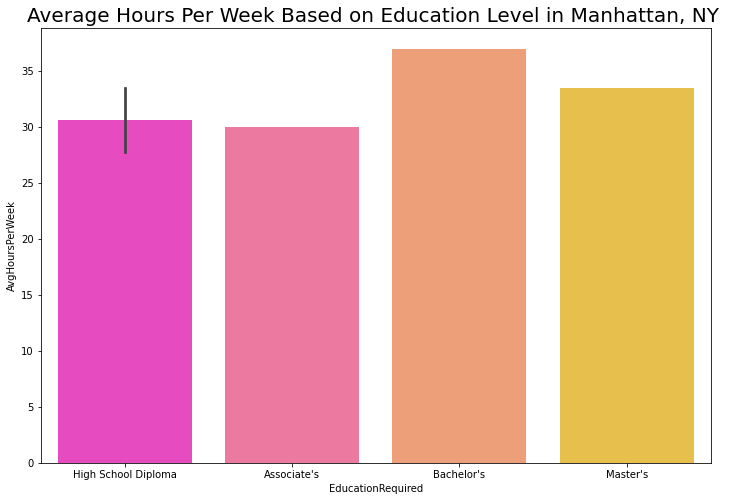 Average Hours Per Week Based on Education Level in Manhattan, NY
AvgHoursPerWeek
35
30
25
20
15
10
5
0
High School Diploma
Associate's
Bachelor's
Master's
EducationRequired